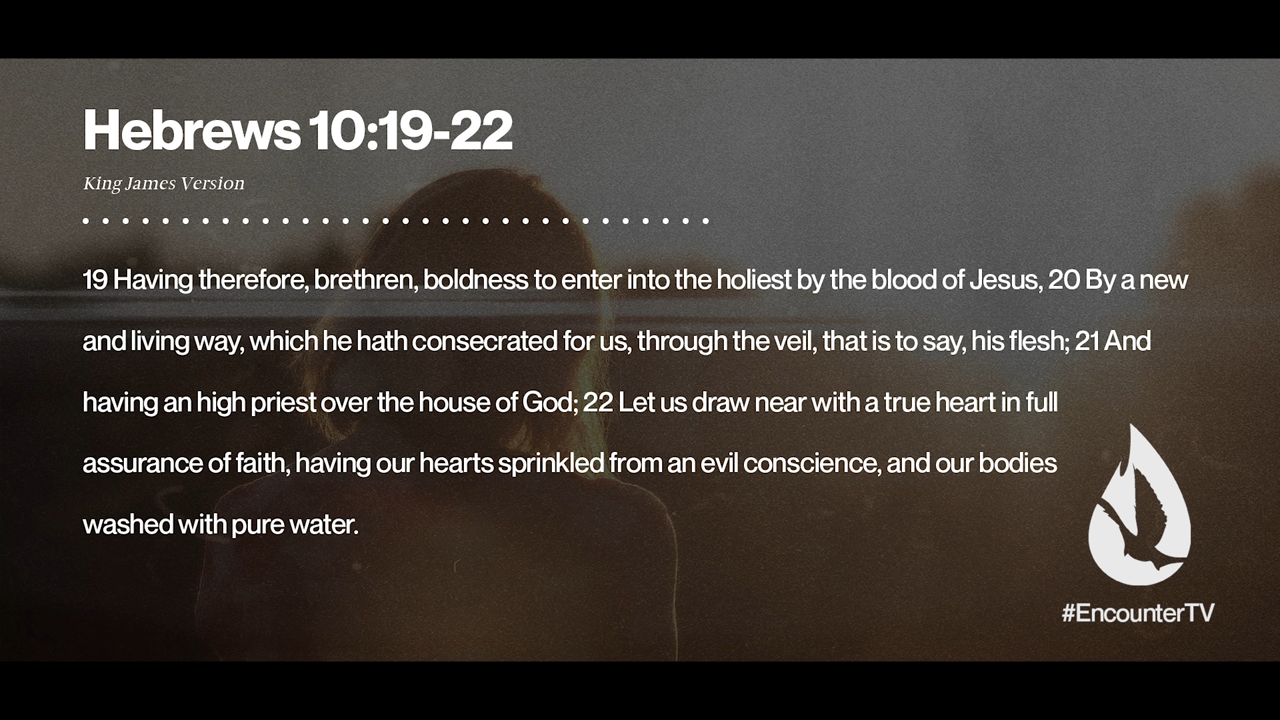 Hebrews 10:19-22
King James Version
19 Having therefore, brethren, boldness to enter into the holiest by the blood of Jesus, 20 By a new
and living way, which he hath consecrated for us, through the veil, that is to say, his flesh; 21 And
having an high priest over the house of God; 22 Let us draw near with a true heart in full
assurance of faith, having our hearts sprinkled from an evil conscience, and our bodies
washed with pure water.
#EncounterTV